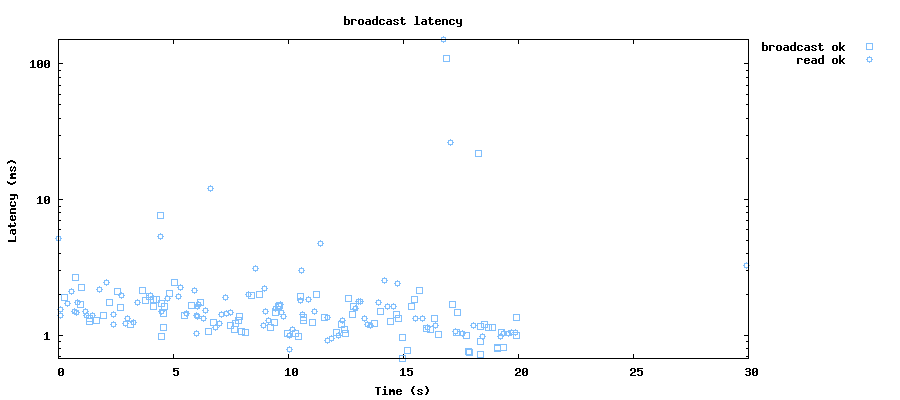 broadcast latency
broadcast ok
read ok
100
10
1
Latency (ms)
0 5 10 15 20 25 30
Time (s)